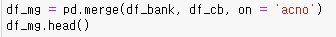 df_mg = pd.merge(df_bank, df_cb, on = 'acno')
df_mg.head()